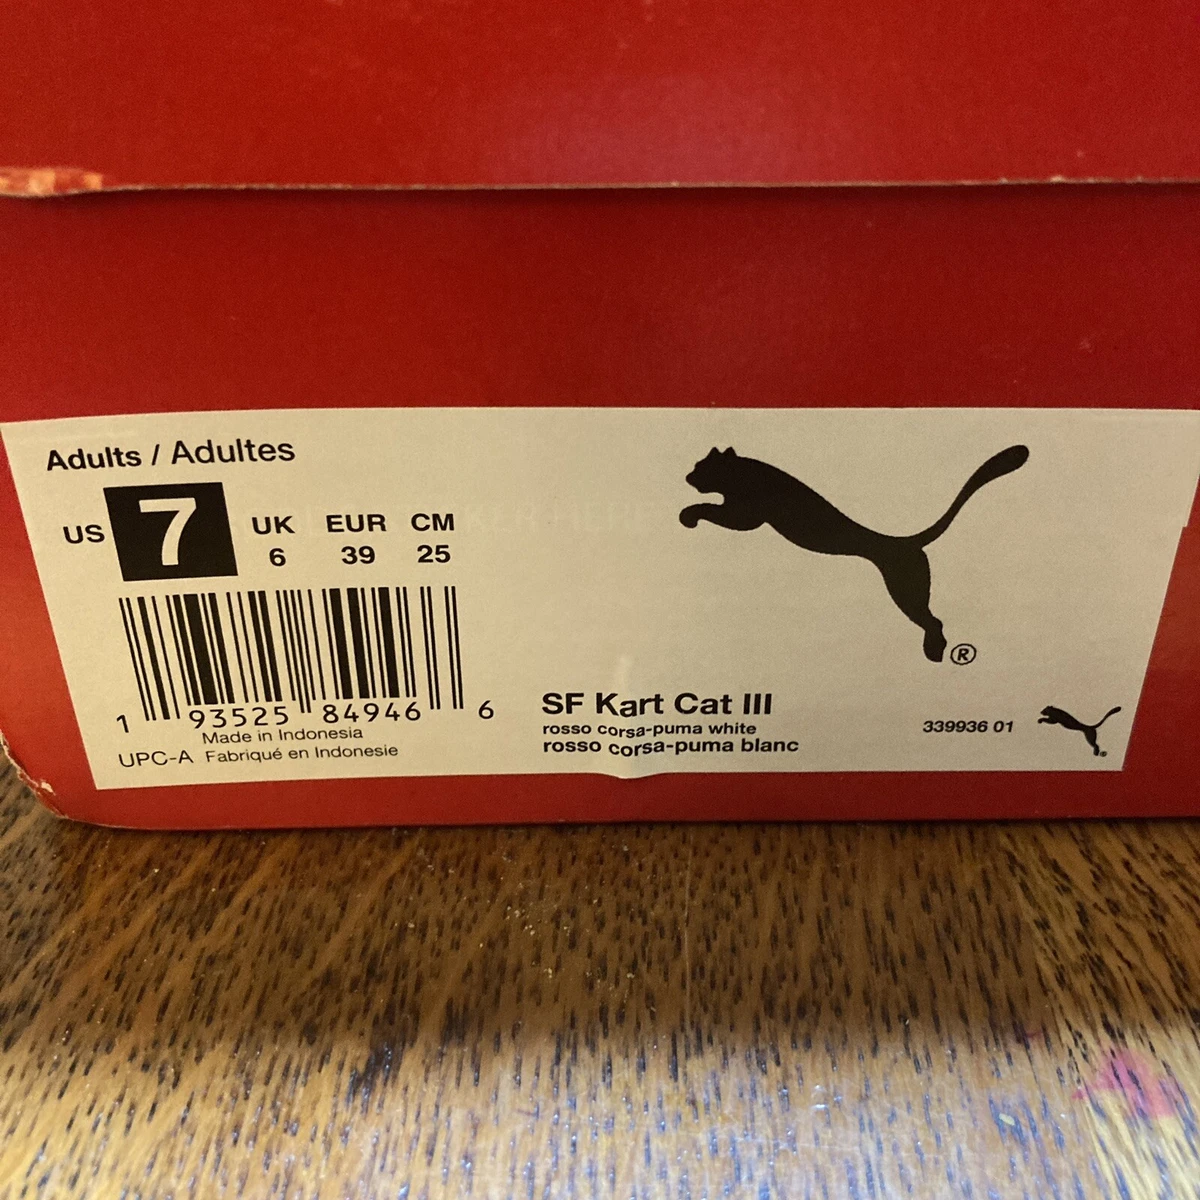 Adults / Adultes
US 7 UK 6 EUR 39 CM 25
1 93525 84946 6
Made in Indonesia
UPC-A Fabriqué en Indonesie
®
SF Kart Cat III
rosso corsa-puma white
rosso corsa-puma blanc
339936 01